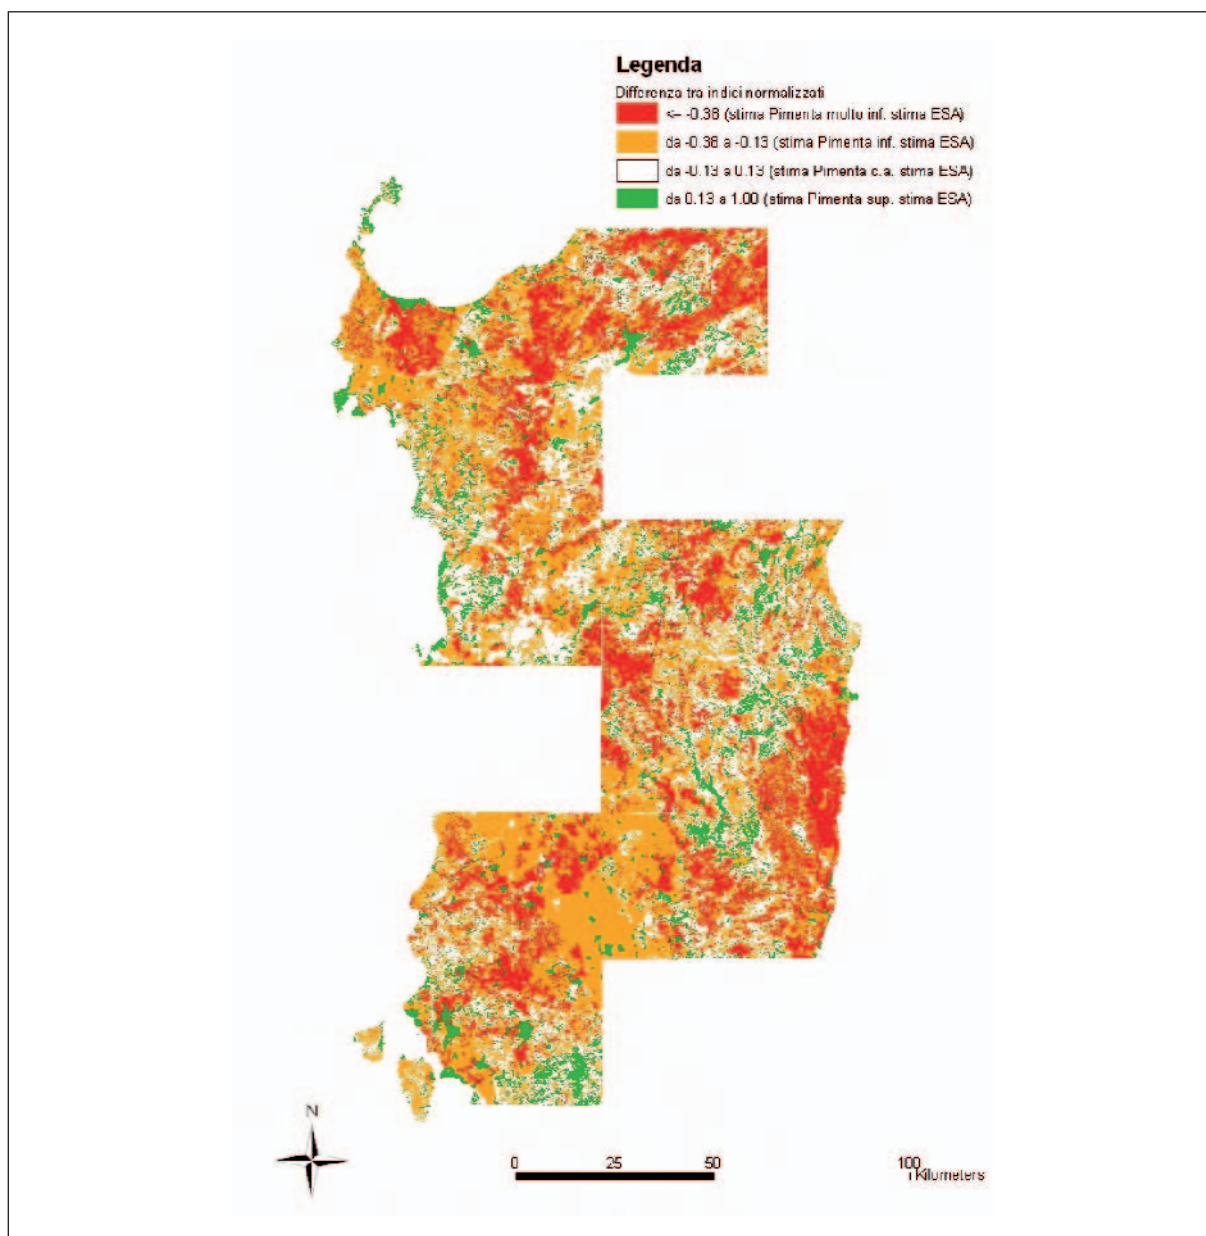 Legenda
Differenza tra indici normalizzati
<= -0.38 (stima Pimenta multo inf. stima ESA)
da -0.38 a -0.13 (stima Pimenta inf. stima ESA)
da -0.13 a 0.13 (stima Pimenta c.a. stima ESA)
da 0.13 a 1.00 (stima Pimenta sup. stima ESA)
N
0 25 50 100
Kilumeters